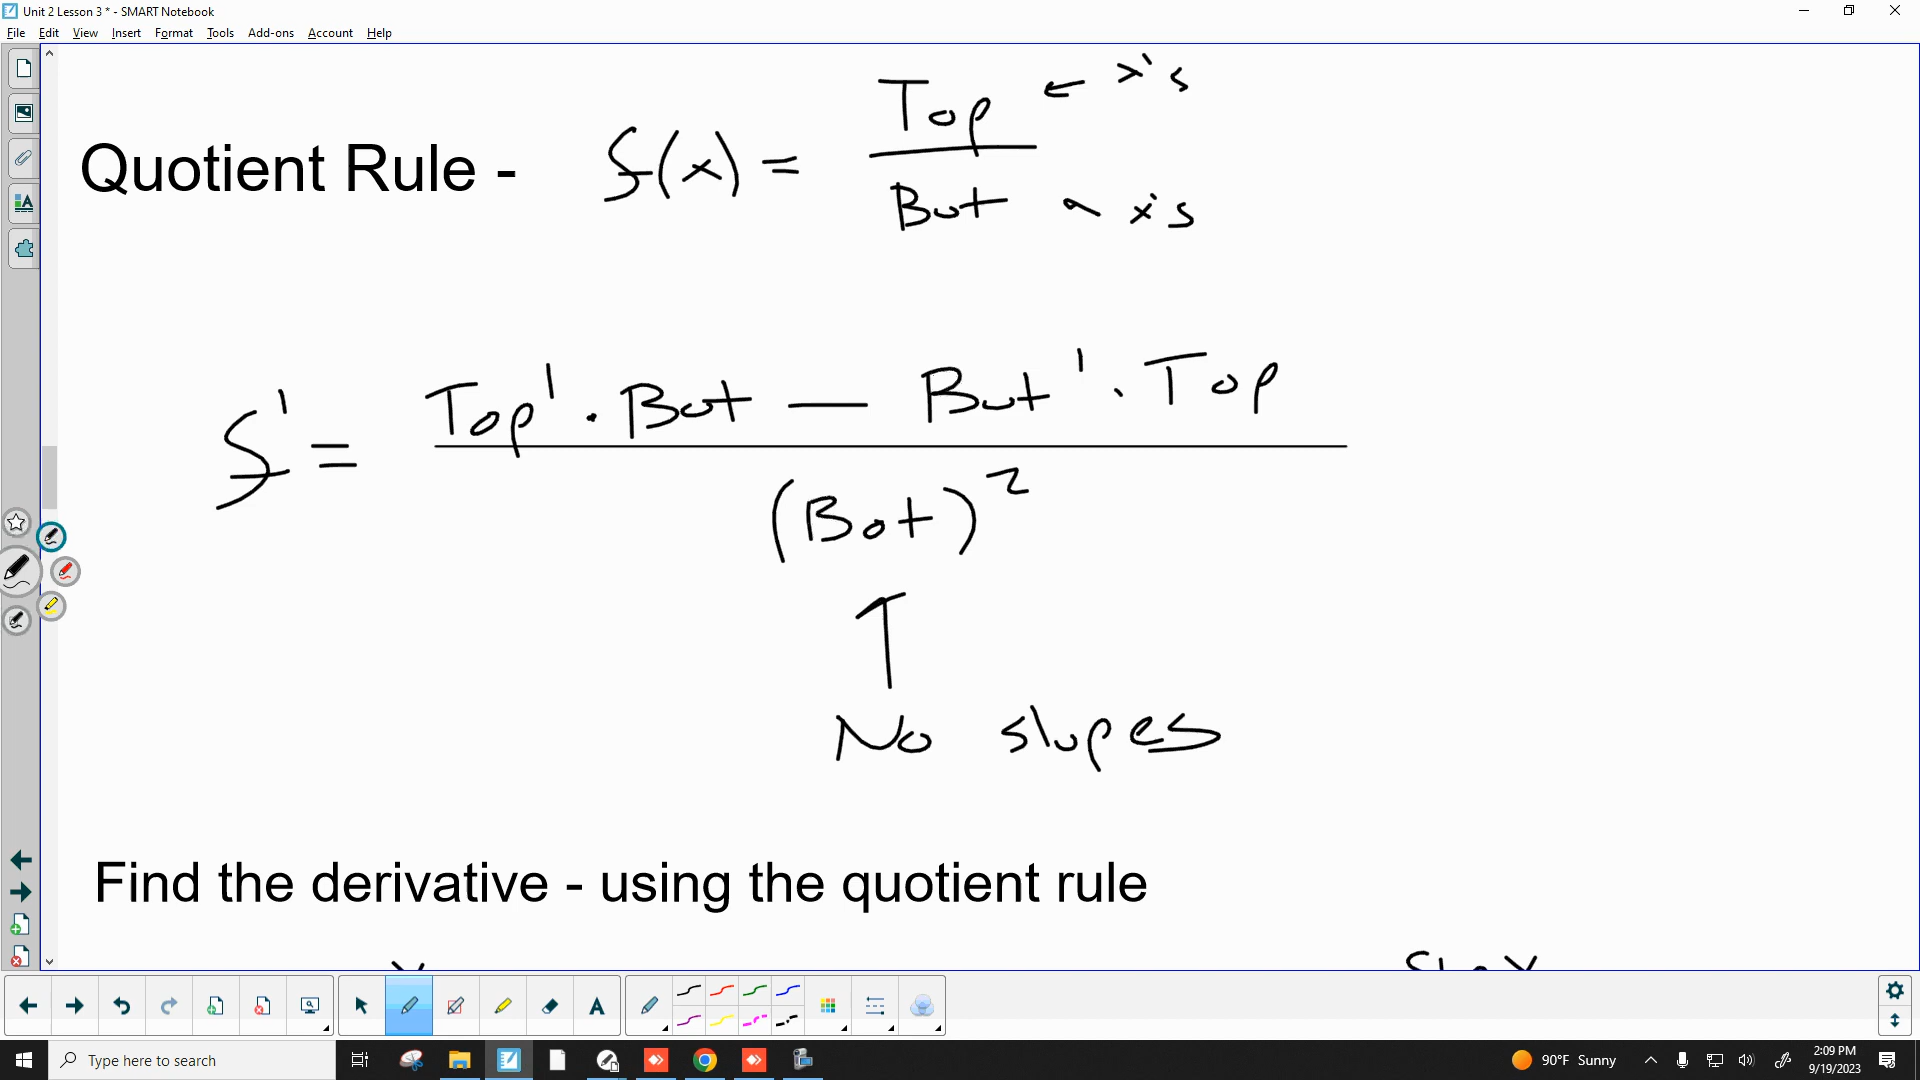 Unit 2 Lesson 3 * - SMART Notebook
File Edit View Insert Format Tools Add-ons Account Help
Top ← x's
Quotient Rule - f(x) =
Bot x's
f' = Top' · Bot — Bot' · Top
(Bot)²
↑
No slopes
Find the derivative - using the quotient rule
Type here to search
90°F Sunny
2:09 PM
9/19/2023